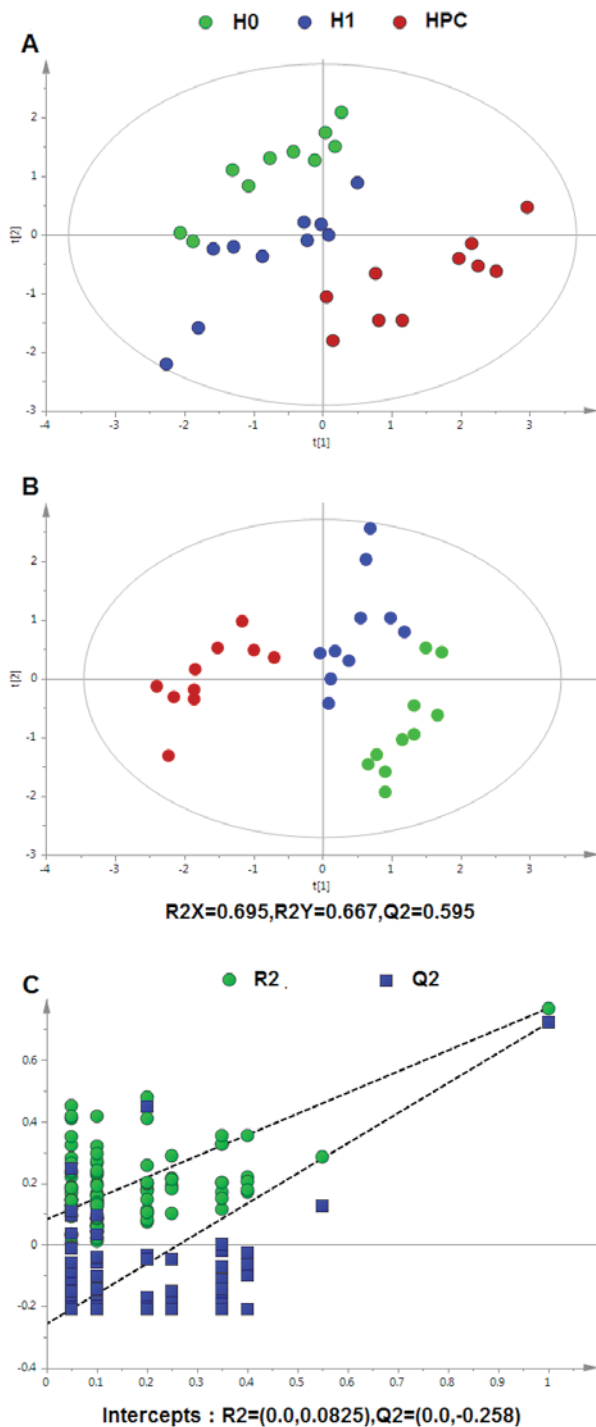 A
H0 H1 HPC
2
1
0
-1
-2
-3
t[2]
-4 -3 -2 -1 0 1 2 3
t[1]
B
2
1
0
-1
-2
-3
t[2]
-4 -3 -2 -1 0 1 2 3
t[1]
R2X=0.695,R2Y=0.667,Q2=0.595
C
R2 . Q2
0.6
0.4
0.2
0
-0.2
-0.4
0 0.1 0.2 0.3 0.4 0.5 0.6 0.7 0.8 0.9 1
Intercepts : R2=(0.0,0.0825),Q2=(0.0,-0.258)